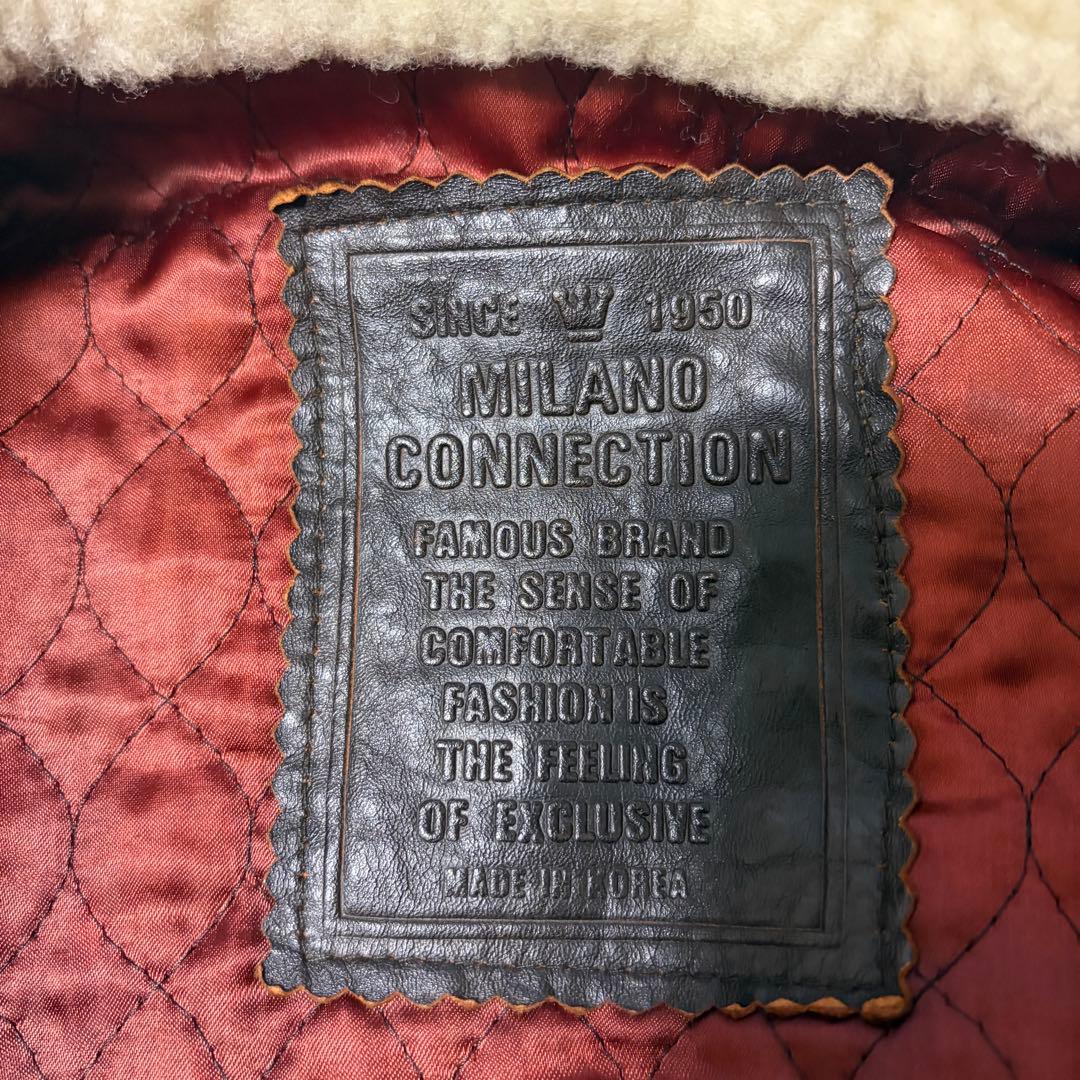 SINCE 1950
MILANO
CONNECTION
FAMOUS BRAND
THE SENSE OF
COMFORTABLE
FASHION IS
THE FEELING
OF EXCLUSIVE
MADE IN KOREA